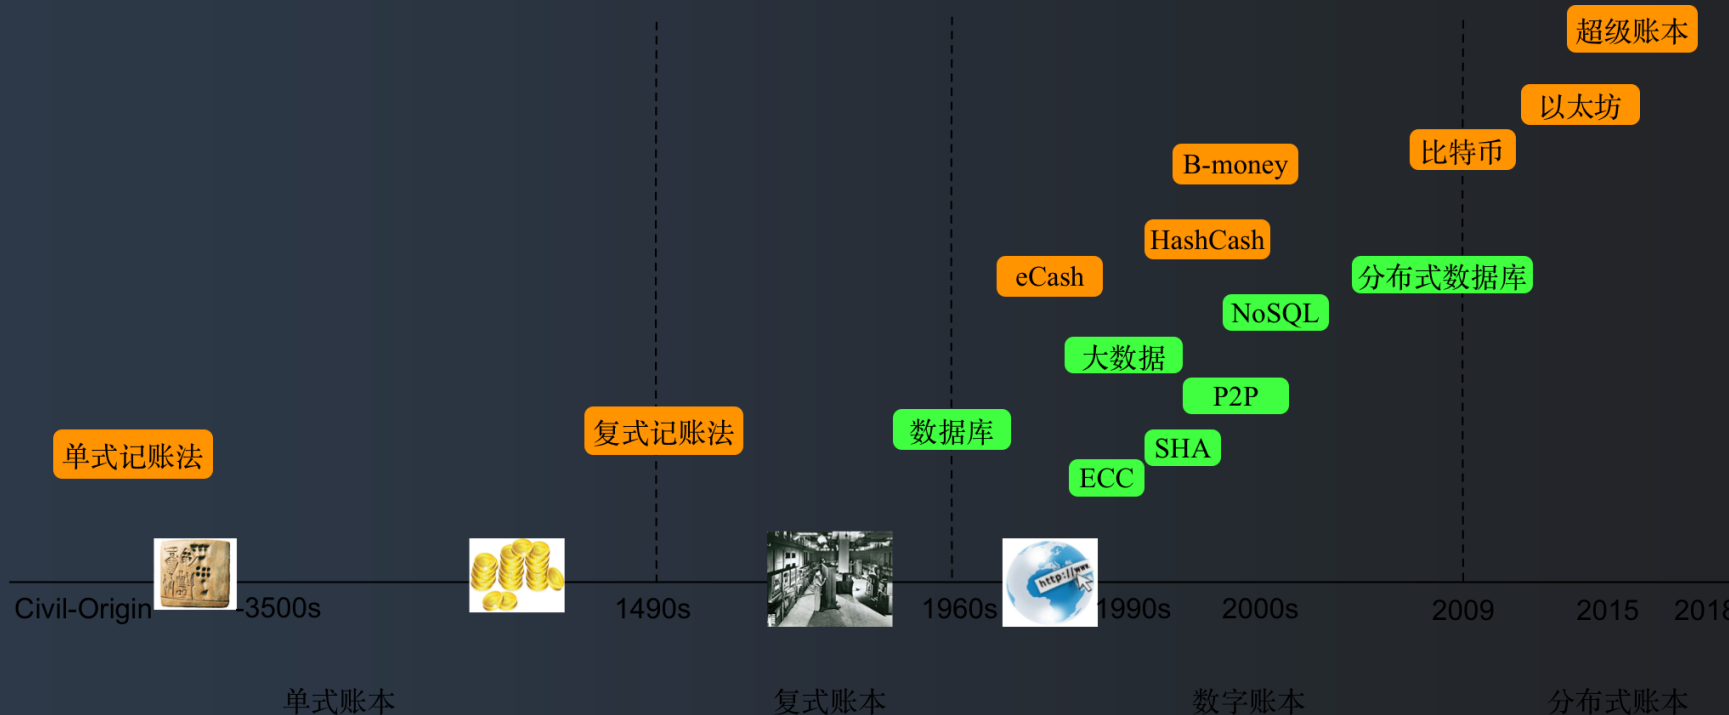 超级账本
以太坊
比特币
B-money
HashCash
eCash
分布式数据库
NoSQL
大数据
P2P
复式记账法
数据库
SHA
单式记账法
ECC
http://www
Civil-Origin
-3500s
1490s
1960s
1990s
2000s
2009
2015
2018
单式账本
复式账本
数字账本
分布式账本